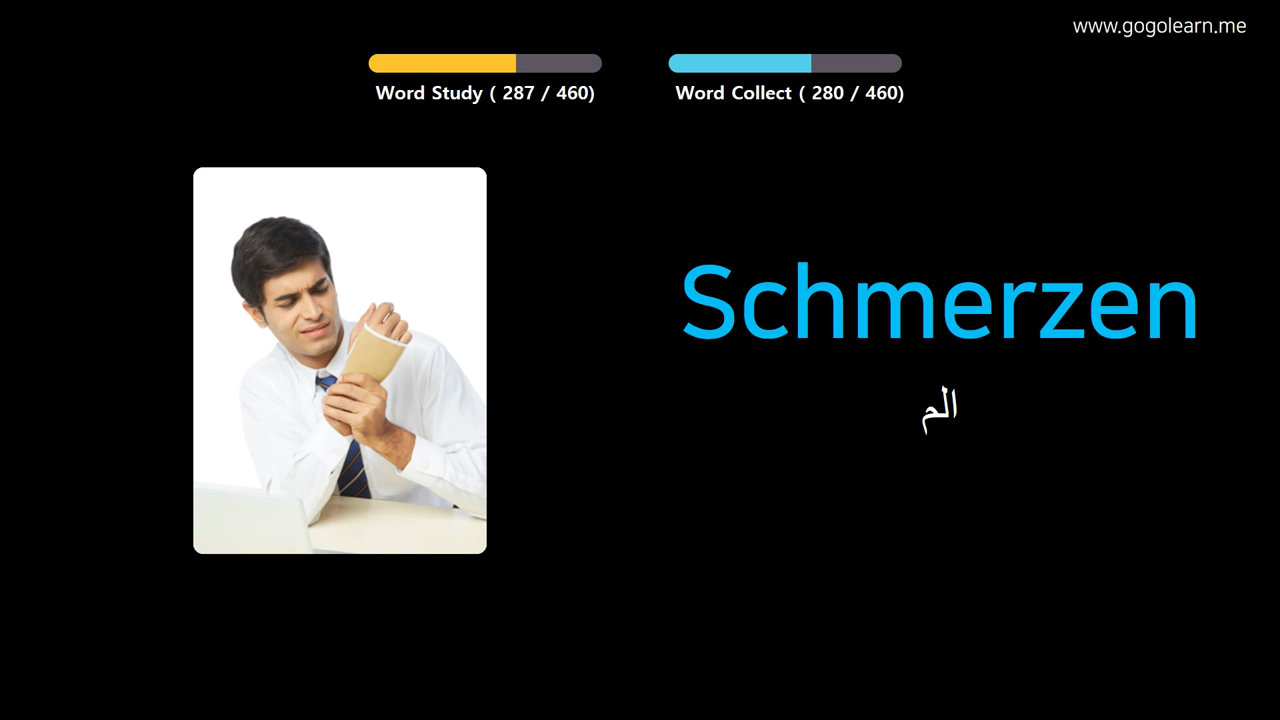 www.gogolearn.me
Word Study ( 287 / 460)
Word Collect ( 280 / 460)
Schmerzen
الم